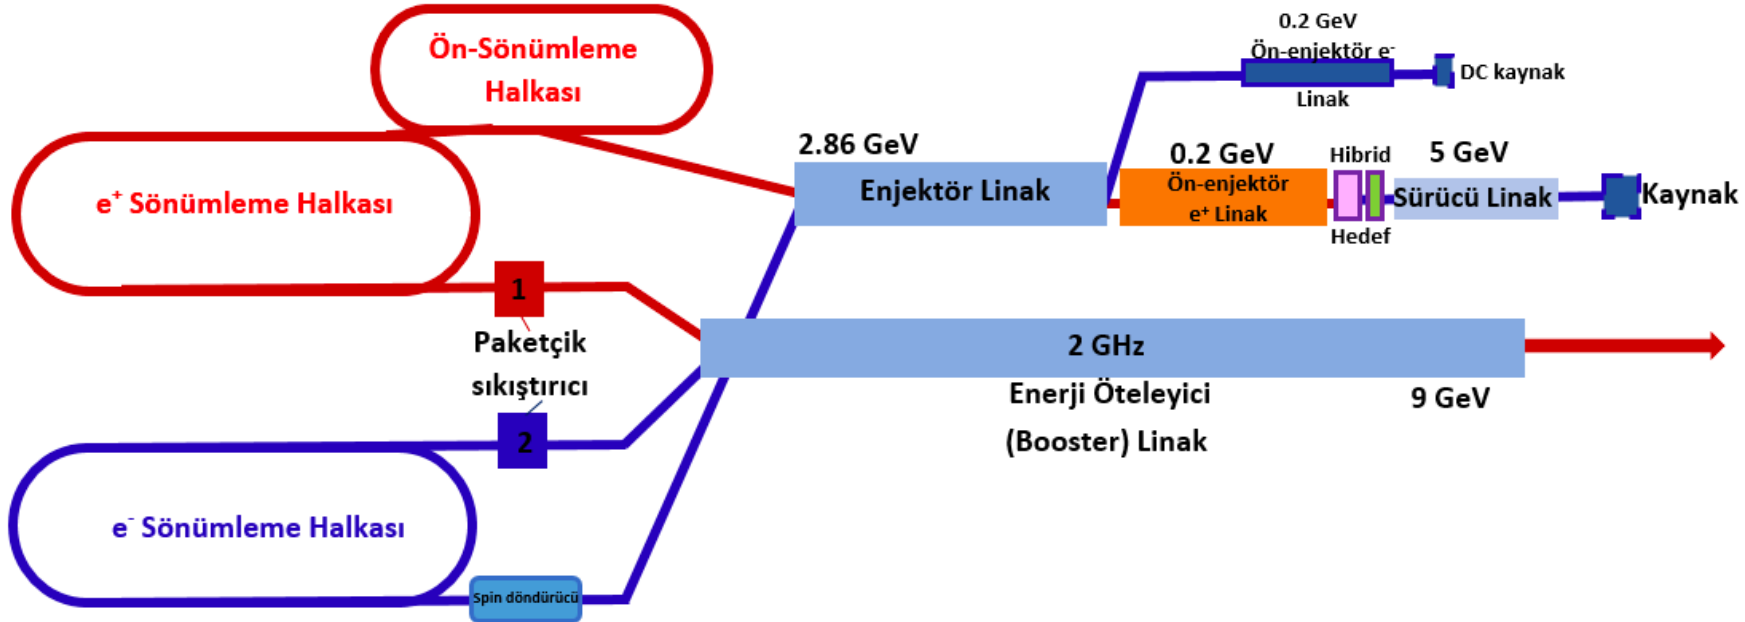 Ön-Sönümleme
Halkası
0.2 GeV
Ön-enjektör e⁻
Linak
DC kaynak
e⁺ Sönümleme Halkası
2.86 GeV
Enjektör Linak
0.2 GeV
Ön-enjektör
e⁺ Linak
Hibrid
Hedef
5 GeV
Sürücü Linak
Kaynak
1
Paketçik
sıkıştırıcı
2
2 GHz
Enerji Öteleyici
(Booster) Linak
9 GeV
e⁻ Sönümleme Halkası
Spin döndürücü